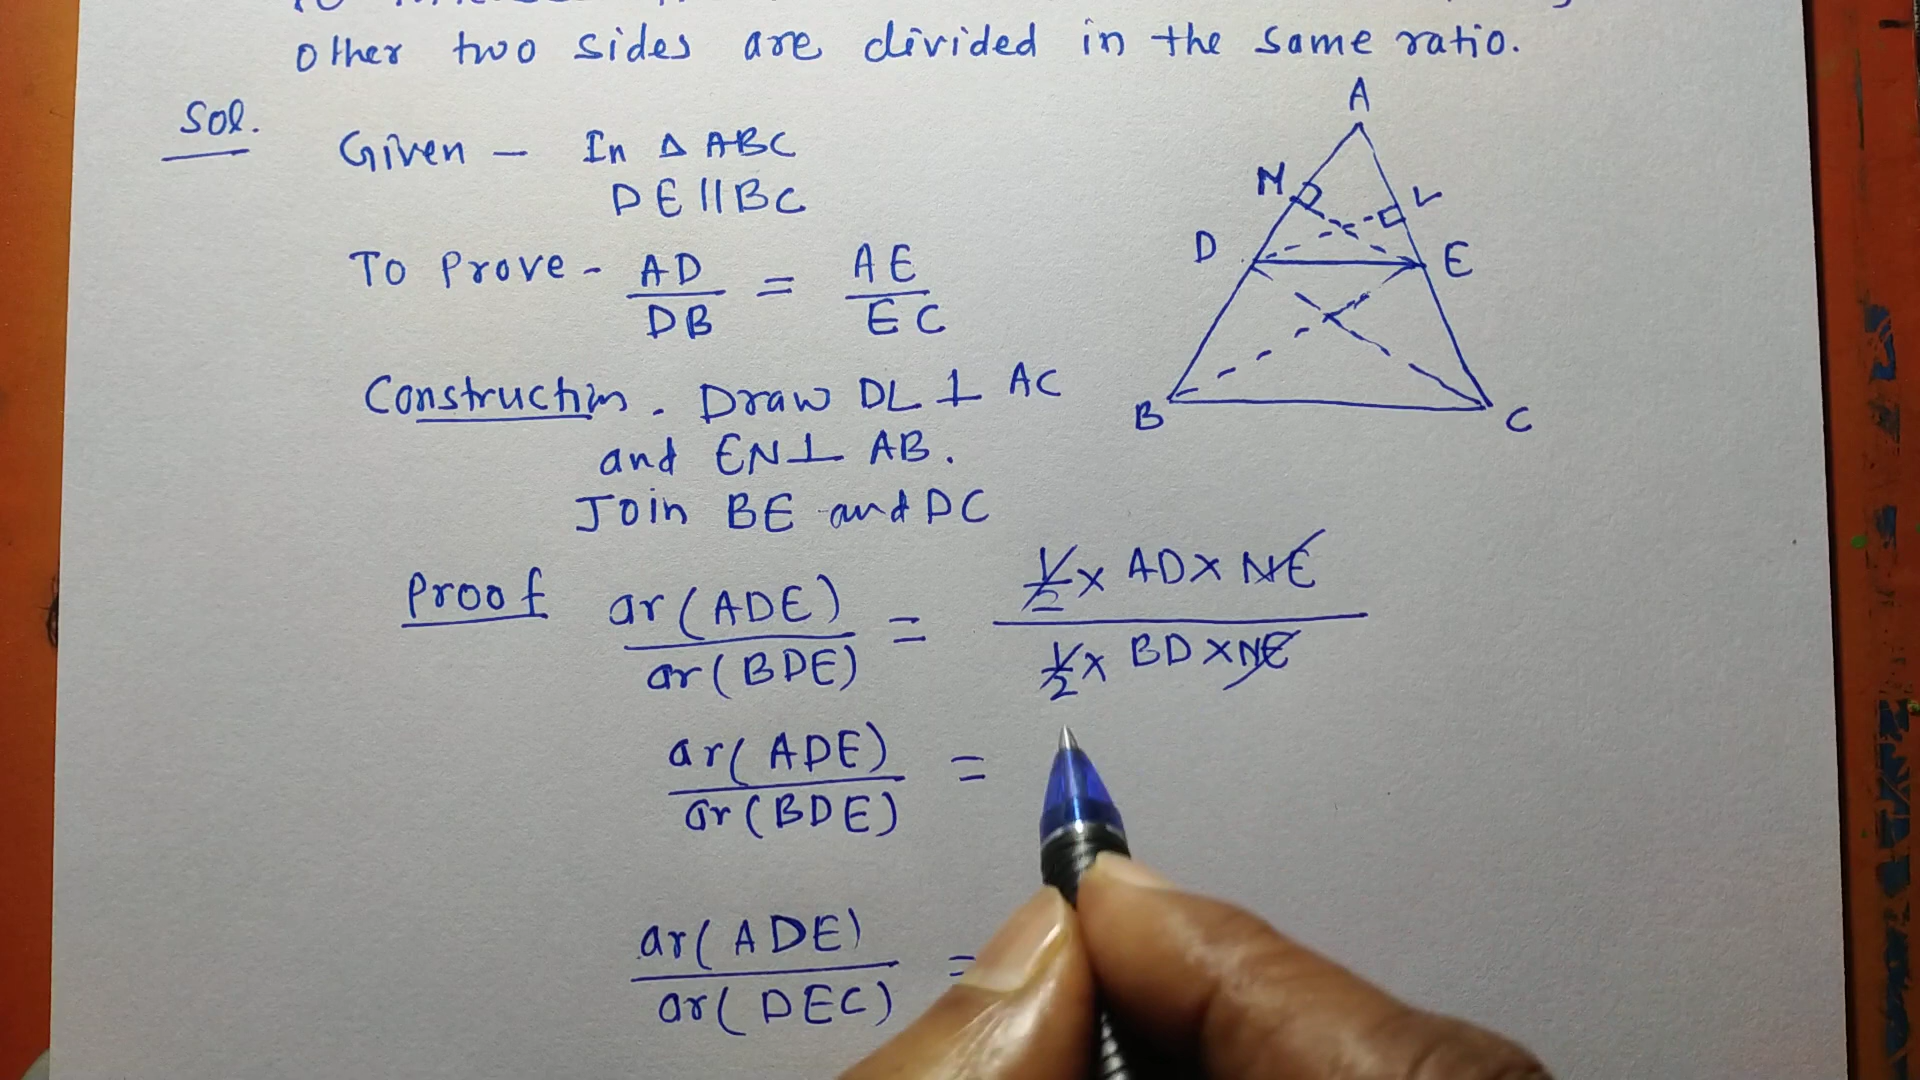 other two sides are divided in the same ratio.
Sol.
Given - In Δ ABC
DE || BC
To Prove - AD/DB = AE/EC
Construction. Draw DL ⊥ AC
and EN ⊥ AB.
Join BE and DC
Proof ar(ADE)/ar(BDE) = 1/2 × AD × NE / 1/2 × BD × NE
ar(ADE)/ar(BDE) =
ar(ADE)/ar(DEC) =
A
N
L
D
E
B
C